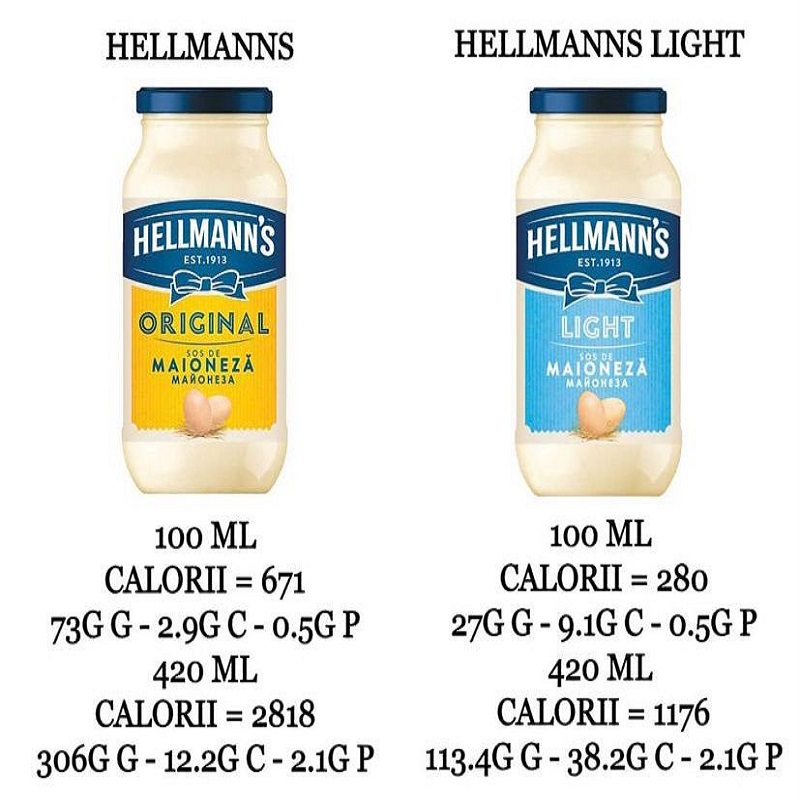 HELLMANNS
HELLMANN'S
EST.1913
ORIGINAL
SOS DE
MAIONEZĂ
МАЙОНЕЗА
100 ML
CALORII = 671
73G G - 2.9G C - 0.5G P
420 ML
CALORII = 2818
306G G - 12.2G C - 2.1G P
HELLMANNS LIGHT
HELLMANN'S
EST.1913
LIGHT
SOS DE
MAIONEZĂ
МАЙОНЕЗА
100 ML
CALORII = 280
27G G - 9.1G C - 0.5G P
420 ML
CALORII = 1176
113.4G G - 38.2G C - 2.1G P